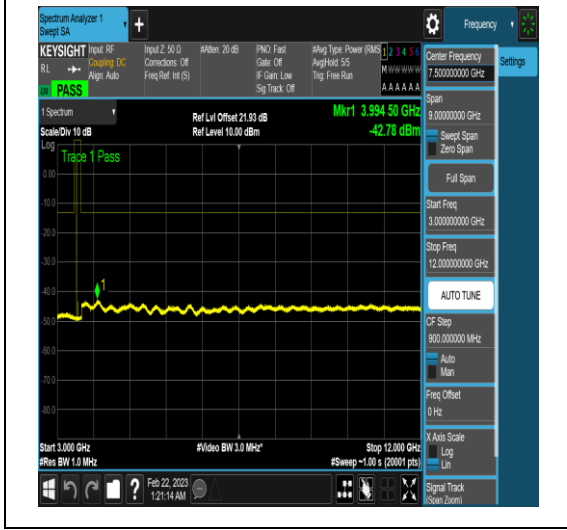 Spectrum Analyzer 1
Swept SA
Frequency
KEYSIGHT
RL
Input: RF
Coupling: DC
Align: Auto
Input Z: 50 Ω
Corrections: Off
Freq Ref: Int (S)
#Atten: 20 dB
PNO: Fast
Gate: Off
IF Gain: Low
Sig Track: Off
#Avg Type: Power (RMS
Avg|Hold: 5/5
Trig: Free Run
1 2 3 4 5 6
M W W W W W
A A A A A A
PASS
1 Spectrum
Scale/Div 10 dB
Ref Lvl Offset 21.93 dB
Ref Level 10.00 dBm
Mkr1 3.994 50 GHz
-42.78 dBm
Log
Trace 1 Pass
0.00
-10.0
-20.0
-30.0
-40.0
-50.0
-60.0
-70.0
-80.0
1
Start 3.000 GHz
#Res BW 1.0 MHz
#Video BW 3.0 MHz*
Stop 12.000 GHz
#Sweep ~1.00 s (20001 pts)
Feb 22, 2023
1:21:14 AM
Center Frequency
7.500000000 GHz
Settings
Span
9.00000000 GHz
Swept Span
Zero Span
Full Span
Start Freq
3.000000000 GHz
Stop Freq
12.000000000 GHz
AUTO TUNE
CF Step
900.000000 MHz
Auto
Man
Freq Offset
0 Hz
X Axis Scale
Log
Lin
Signal Track
(Span Zoom)